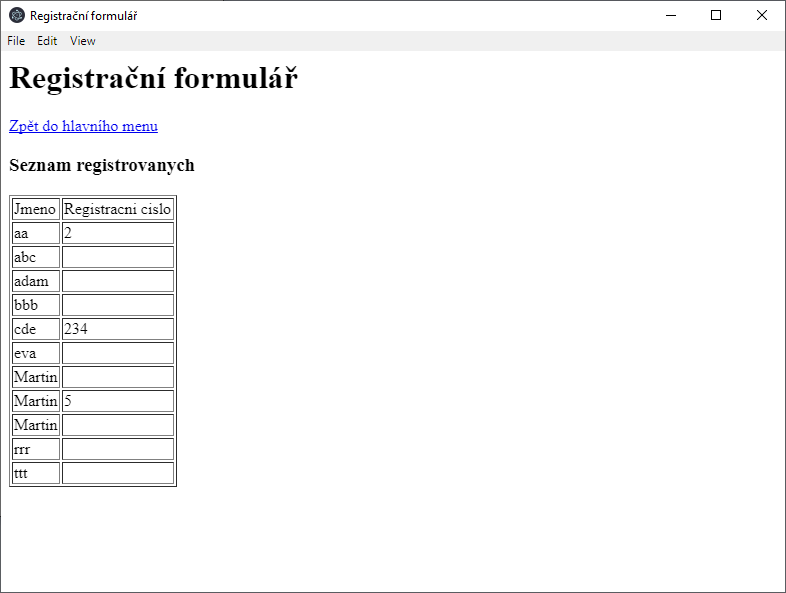 Registrační formulář
File Edit View
Registrační formulář
Zpět do hlavního menu
Seznam registrovanych
Jmeno Registracni cislo
aa 2
abc
adam
bbb
cde 234
eva
Martin
Martin 5
Martin
rrr
ttt